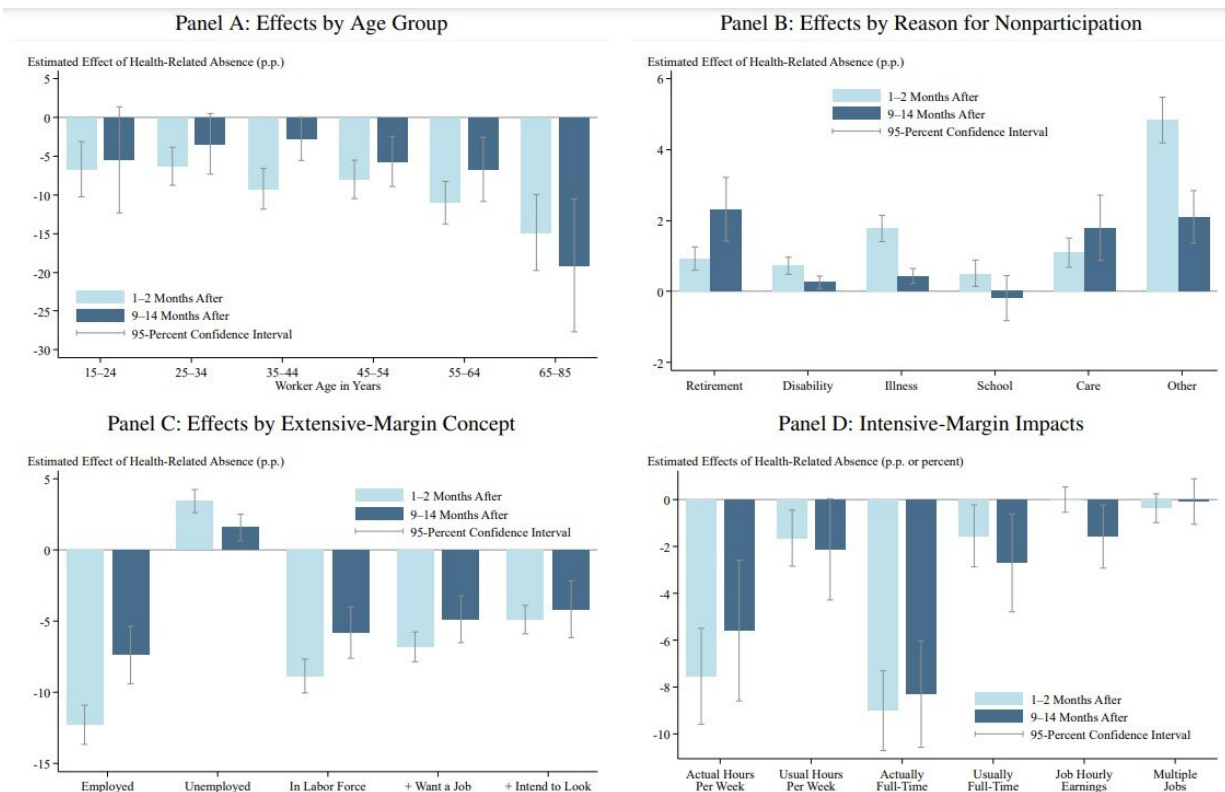 Panel A: Effects by Age Group
Estimated Effect of Health-Related Absence (p.p.)
5
0
-5
-10
-15
-20
-25
-30
1–2 Months After
9–14 Months After
95-Percent Confidence Interval
15–24 25–34 35–44 45–54 55–64 65–85
Worker Age in Years
Panel B: Effects by Reason for Nonparticipation
Estimated Effect of Health-Related Absence (p.p.)
6
4
2
0
-2
1–2 Months After
9–14 Months After
95-Percent Confidence Interval
Retirement Disability Illness School Care Other
Panel C: Effects by Extensive-Margin Concept
Estimated Effect of Health-Related Absence (p.p.)
5
0
-5
-10
-15
1–2 Months After
9–14 Months After
95-Percent Confidence Interval
Employed Unemployed In Labor Force + Want a Job + Intend to Look
Panel D: Intensive-Margin Impacts
Estimated Effects of Health-Related Absence (p.p. or percent)
0
-2
-4
-6
-8
-10
1–2 Months After
9–14 Months After
95-Percent Confidence Interval
Actual Hours Usual Hours Actually Usually Job Hourly Multiple
Per Week Per Week Full-Time Full-Time Earnings Jobs